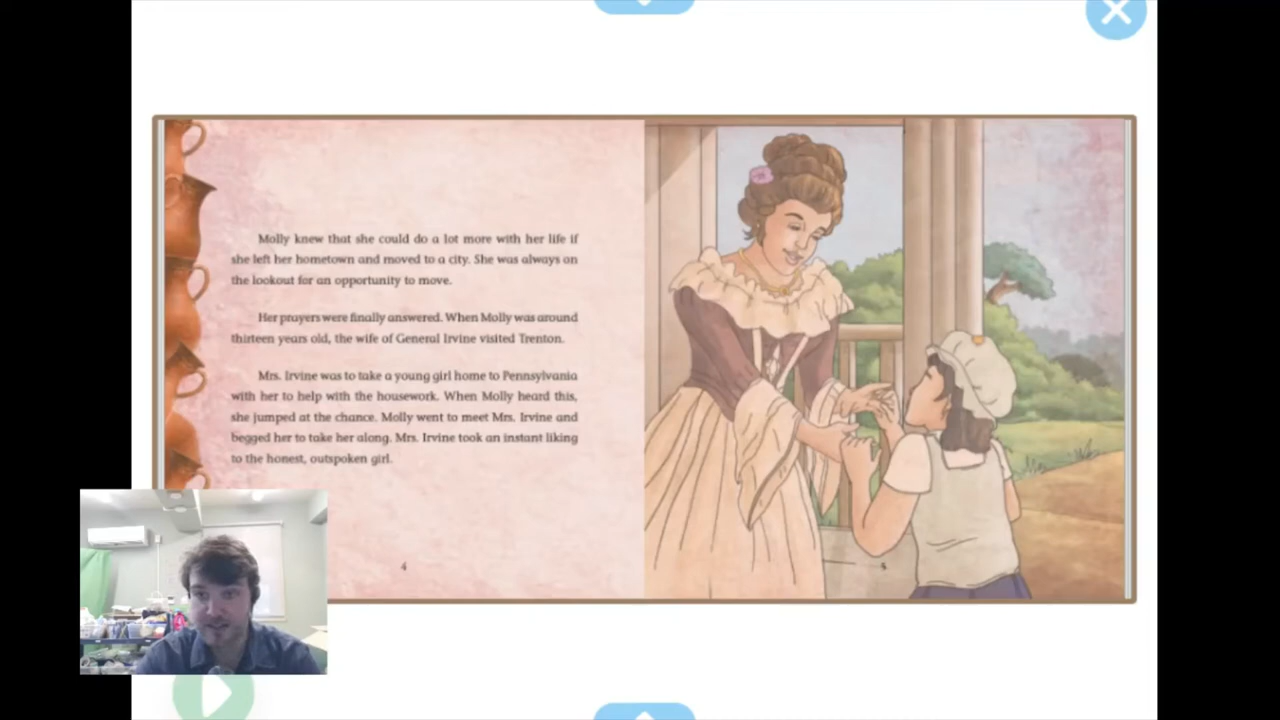 Molly knew that she could do a lot more with her life if
she left her hometown and moved to a city. She was always on
the lookout for an opportunity to move.
Her prayers were finally answered. When Molly was around
thirteen years old, the wife of General Irvine visited Trenton.
Mrs. Irvine was to take a young girl home to Pennsylvania
with her to help with the housework. When Molly heard this,
she jumped at the chance. Molly went to meet Mrs. Irvine and
begged her to take her along. Mrs. Irvine took an instant liking
to the honest, outspoken girl.
4
5